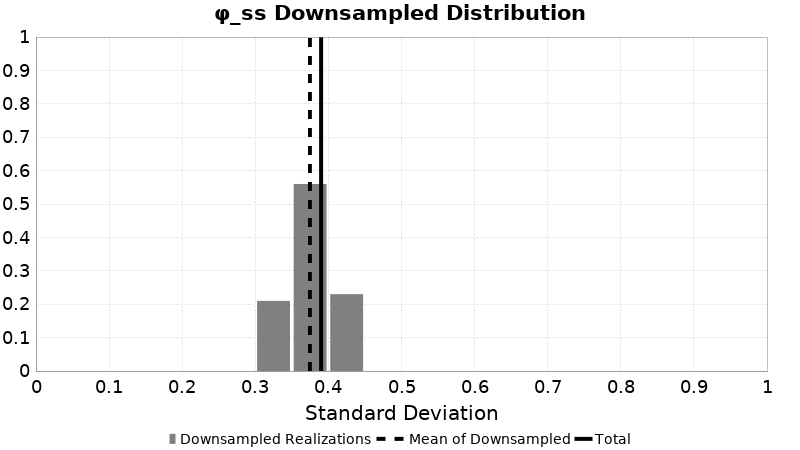 φ_ss Downsampled Distribution
1
0.9
0.8
0.7
0.6
0.5
0.4
0.3
0.2
0.1
0
0 0.1 0.2 0.3 0.4 0.5 0.6 0.7 0.8 0.9 1
Standard Deviation
Downsampled Realizations Mean of Downsampled Total